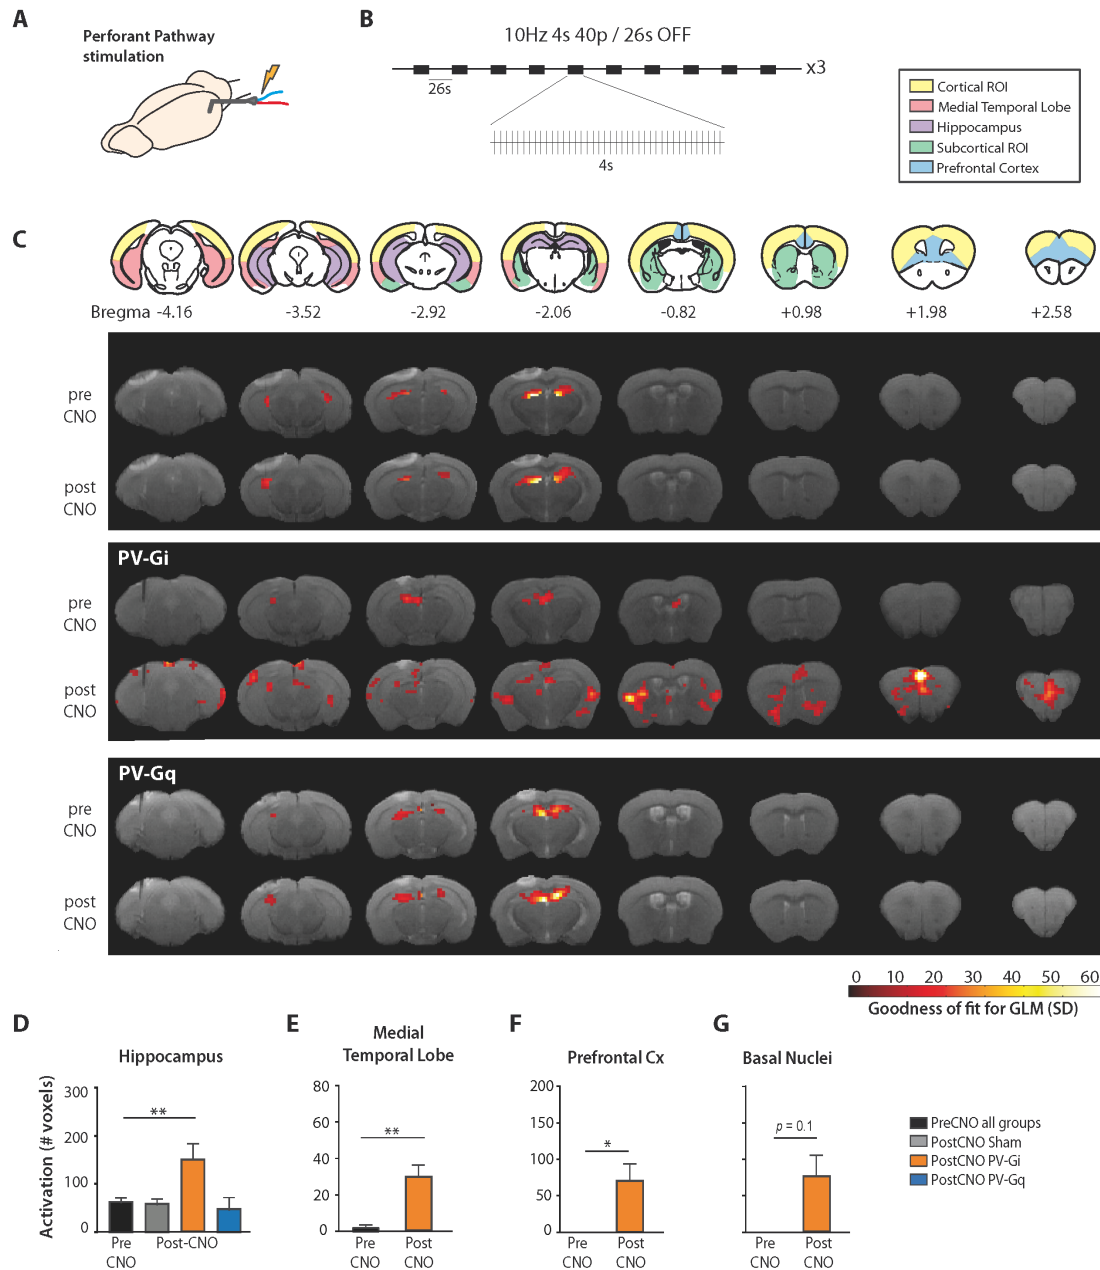 A
Perforant Pathway
stimulation
B
10Hz 4s 40p / 26s OFF
x3
26s
4s
Cortical ROI
Medial Temporal Lobe
Hippocampus
Subcortical ROI
Prefrontal Cortex
C
Bregma -4.16 -3.52 -2.92 -2.06 -0.82 +0.98 +1.98 +2.58
pre
CNO
post
CNO
PV-Gi
pre
CNO
post
CNO
PV-Gq
pre
CNO
post
CNO
0 10 20 30 40 50 60
Goodness of fit for GLM (SD)
D
Hippocampus
Activation (# voxels)
300
200
100
0
**
Pre
CNO
Post-CNO
E
Medial
Temporal Lobe
80
60
40
20
0
**
Pre
CNO
Post
CNO
F
Prefrontal Cx
200
150
100
50
0
*
Pre
CNO
Post
CNO
G
Basal Nuclei
200
150
100
50
0
p = 0.1
Pre
CNO
Post
CNO
PreCNO all groups
PostCNO Sham
PostCNO PV-Gi
PostCNO PV-Gq